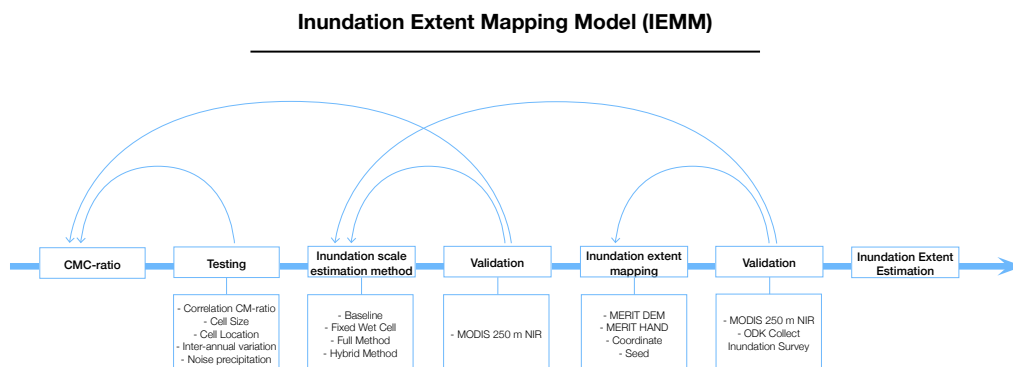 Inundation Extent Mapping Model (IEMM)
CMC-ratio
Testing
Inundation scale
estimation method
Validation
Inundation extent
mapping
Validation
Inundation Extent
Estimation
- Correlation CM-ratio
- Cell Size
- Cell Location
- Inter-annual variation
- Noise precipitation
- Baseline
- Fixed Wet Cell
- Full Method
- Hybrid Method
- MODIS 250 m NIR
- MERIT DEM
- MERIT HAND
- Coordinate
- Seed
- MODIS 250 m NIR
- ODK Collect
Inundation Survey